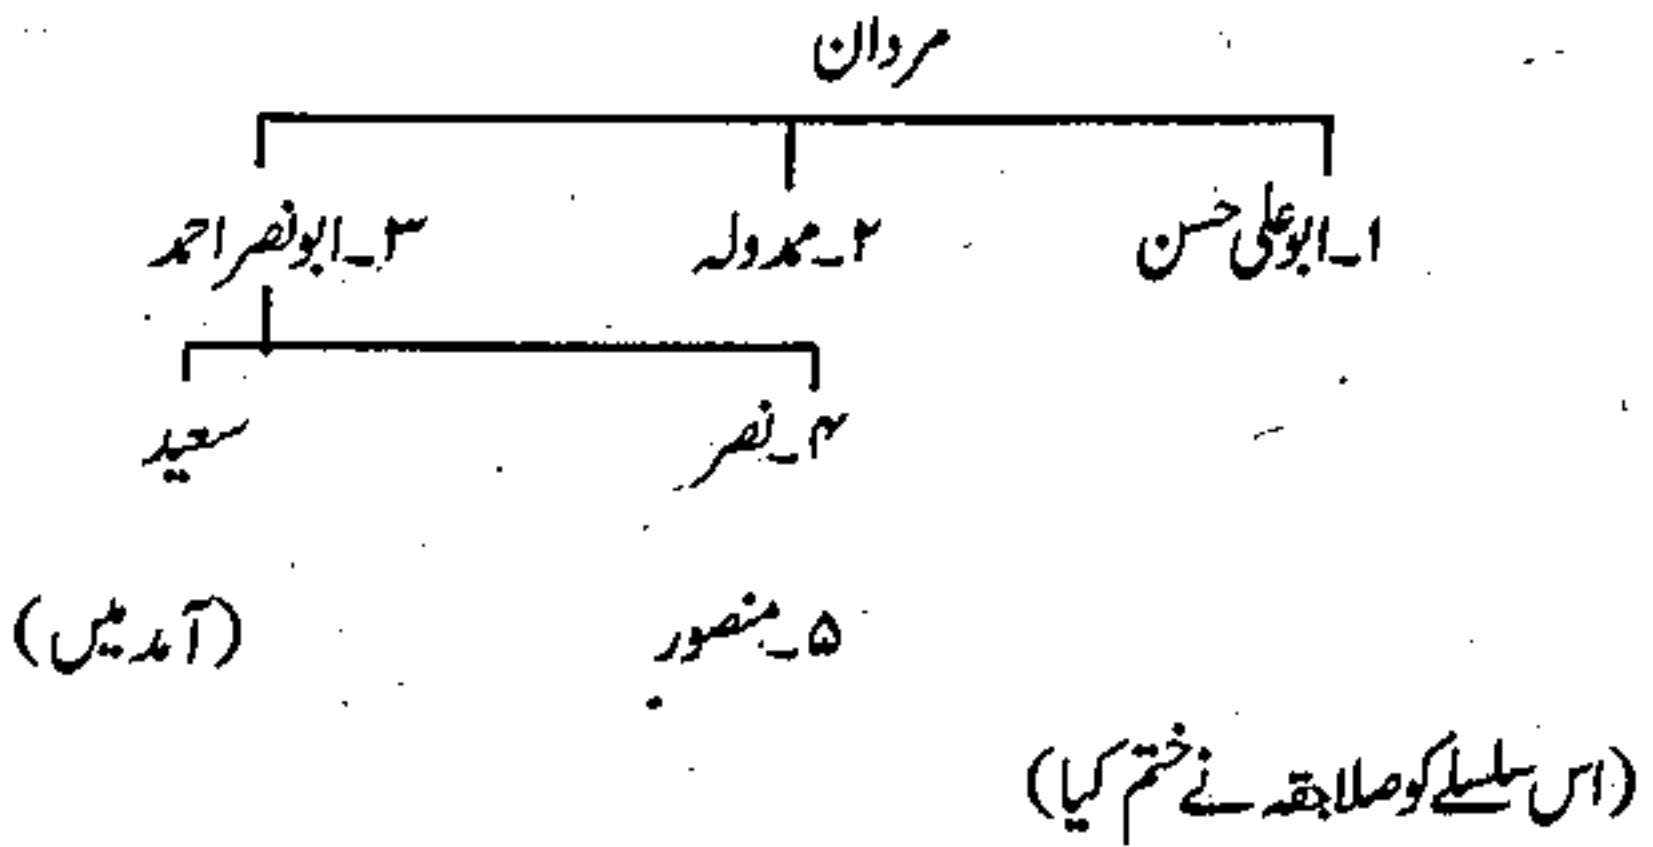 مردان
۱۔ابوعلی حسن ۲۔ممدولہ ۳۔ابونصر احمد
۴۔نصر سعید
۵۔منصور (آمد میں)
(اس سلسلے کو صلاجقہ نے ختم کیا)